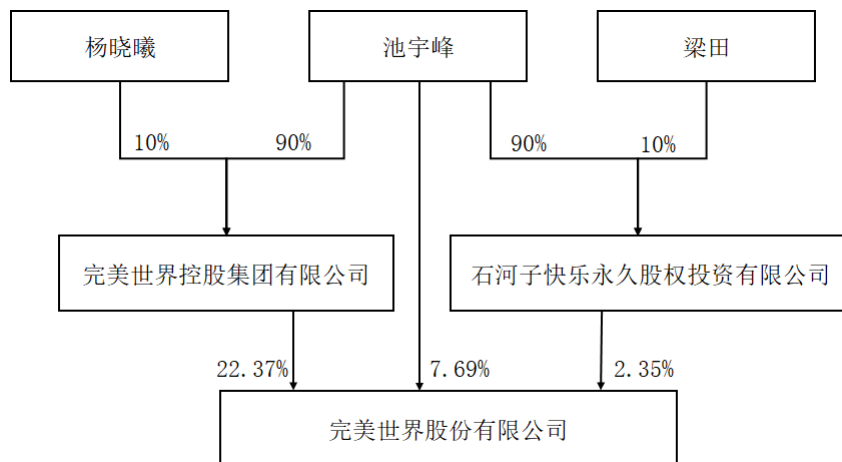 杨晓曦
池宇峰
梁田
10%
90%
90%
10%
完美世界控股集团有限公司
石河子快乐永久股权投资有限公司
22.37%
7.69%
2.35%
完美世界股份有限公司